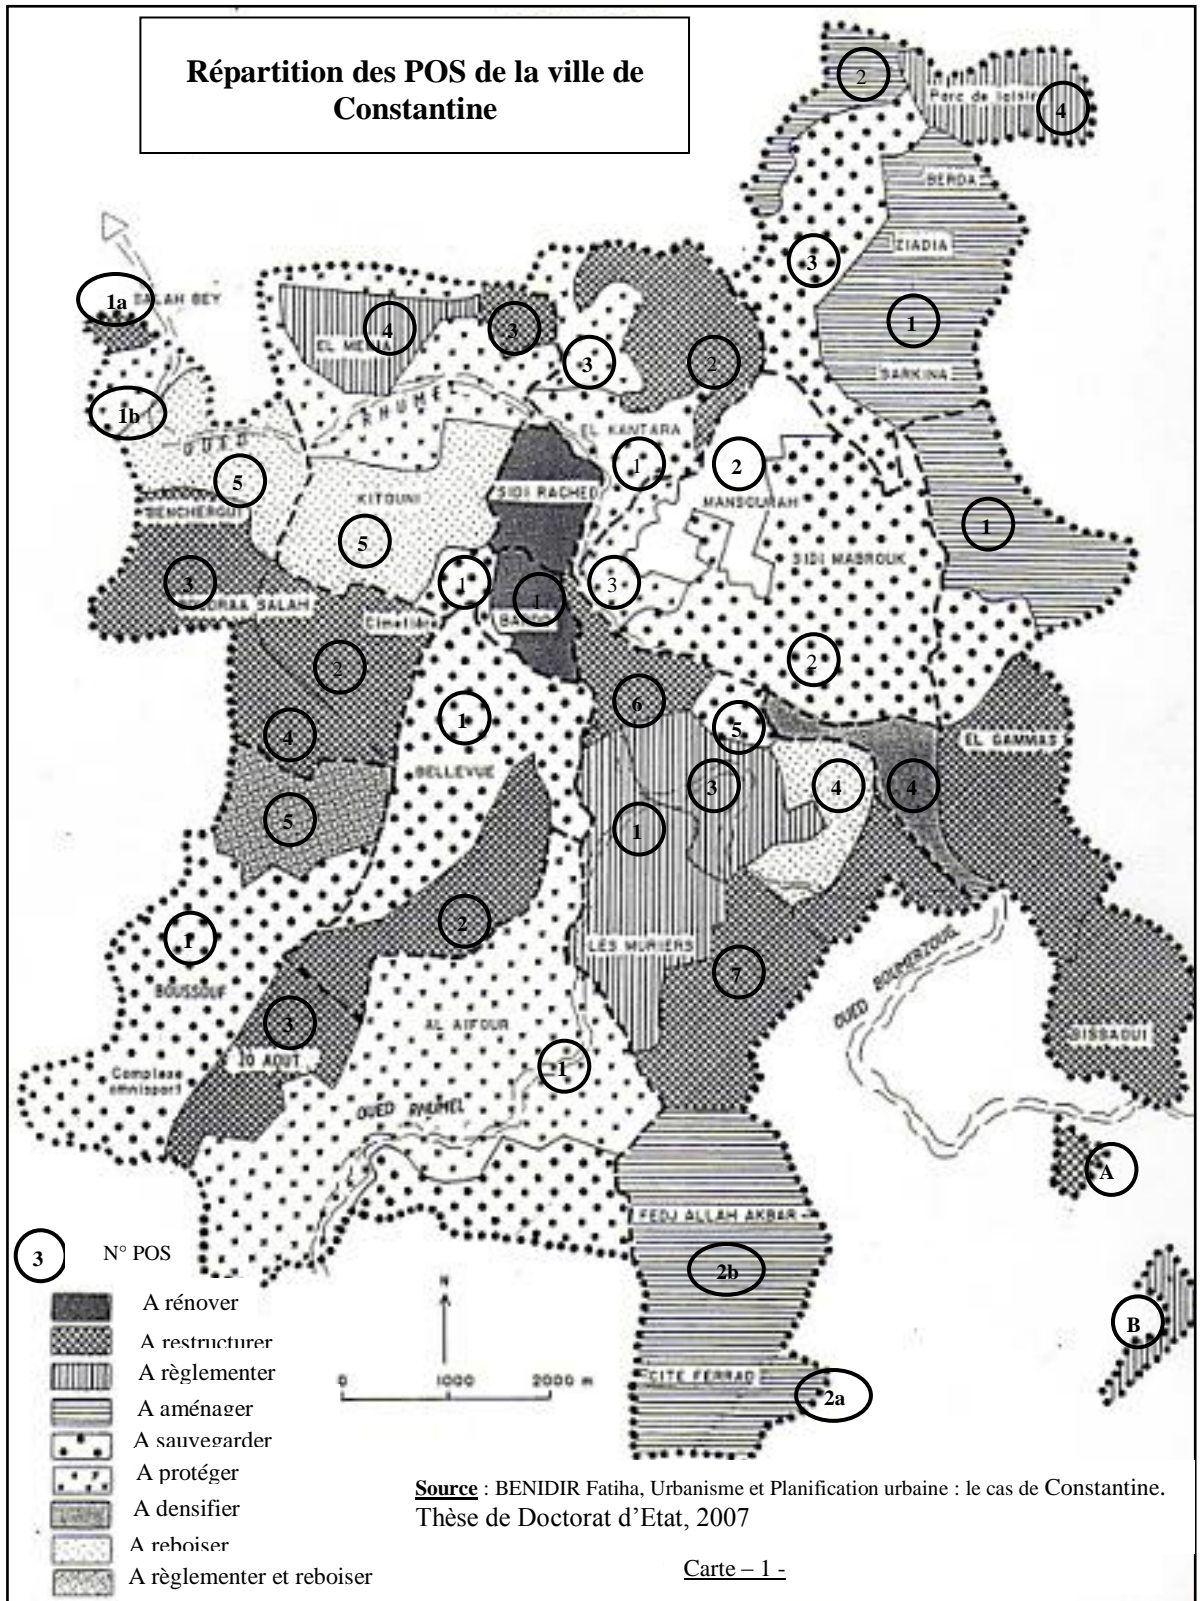 Répartition des POS de la ville de
Constantine
2
Parc de loisir
4
BERDA
ZIADIA
3
1
SARKINA
1a
SALAH BEY
4
EL MENIA
3
3
2
1b
RHUMEL
OUED
EL KANTARA
1
2
5
KITOUNI
SIDI RACHED
MANSOURAH
BENCHERGUI
5
1
SIDI MABROUK
3
DRAA SALAH
1
1
3
Cimetière
BARDO
2
2
1
6
4
5
EL GAMMAS
BELLEVUE
5
3
4
4
1
2
1
LES MURIERS
7
BOUSSOUF
OUED BOUMERZOUG
3
AL AIFOUR
20 AOUT
SISSAOUI
Complexe
omnisport
1
OUED RHUMEL
A
FEDJ ALLAH AKBAR
3
N° POS
2b
N
B
A rénover
A restructurer
A règlementer
CITE FERRAD
0 1000 2000 m
2a
A aménager
A sauvegarder
A protéger
A densifier
A reboiser
A règlementer et reboiser
Source : BENIDIR Fatiha, Urbanisme et Planification urbaine : le cas de Constantine.
Thèse de Doctorat d'Etat, 2007
Carte – 1 -